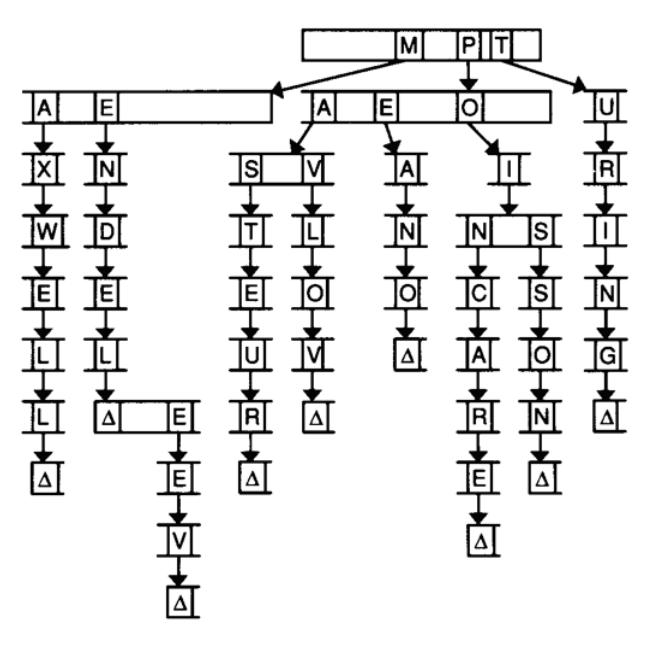 M P T
A E A E O U
X N S V A I R
W D T L N N S I
E E E O O C S N
L L U V Δ A O G
L Δ E R Δ R N Δ
Δ E Δ E Δ
V Δ
Δ